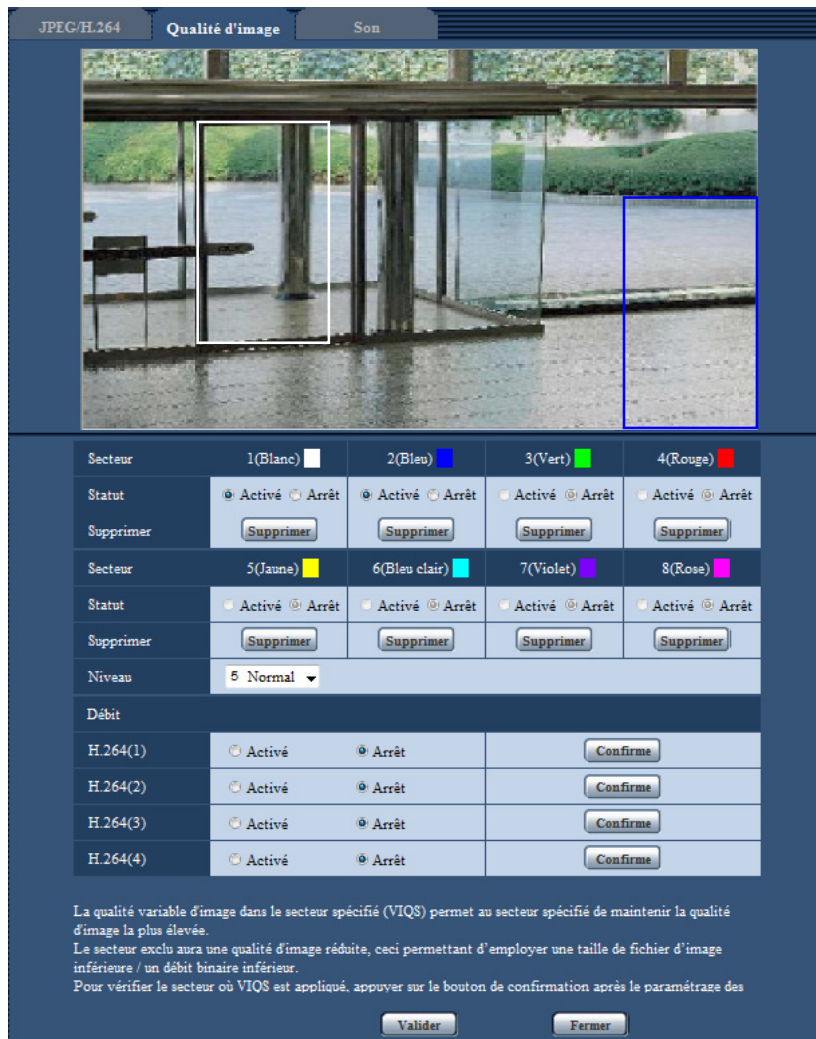 JPEG/H.264 Qualité d'image Son
Secteur 1(Blanc) 2(Bleu) 3(Vert) 4(Rouge)
Statut Activé Arrêt Activé Arrêt Activé Arrêt Activé Arrêt
Supprimer Supprimer Supprimer Supprimer Supprimer
Secteur 5(Jaune) 6(Bleu clair) 7(Violet) 8(Rose)
Statut Activé Arrêt Activé Arrêt Activé Arrêt Activé Arrêt
Supprimer Supprimer Supprimer Supprimer Supprimer
Niveau 5 Normal
Débit
H.264(1) Activé Arrêt Confirme
H.264(2) Activé Arrêt Confirme
H.264(3) Activé Arrêt Confirme
H.264(4) Activé Arrêt Confirme
La qualité variable d'image dans le secteur spécifié (VIQS) permet au secteur spécifié de maintenir la qualité
d'image la plus élevée.
Le secteur exclu aura une qualité d'image réduite, ceci permettant d’employer une taille de fichier d’image
inférieure / un débit binaire inférieur.
Pour vérifier le secteur où VIQS est appliqué, appuyer sur le bouton de confirmation après le paramétrage des
Valider Fermer